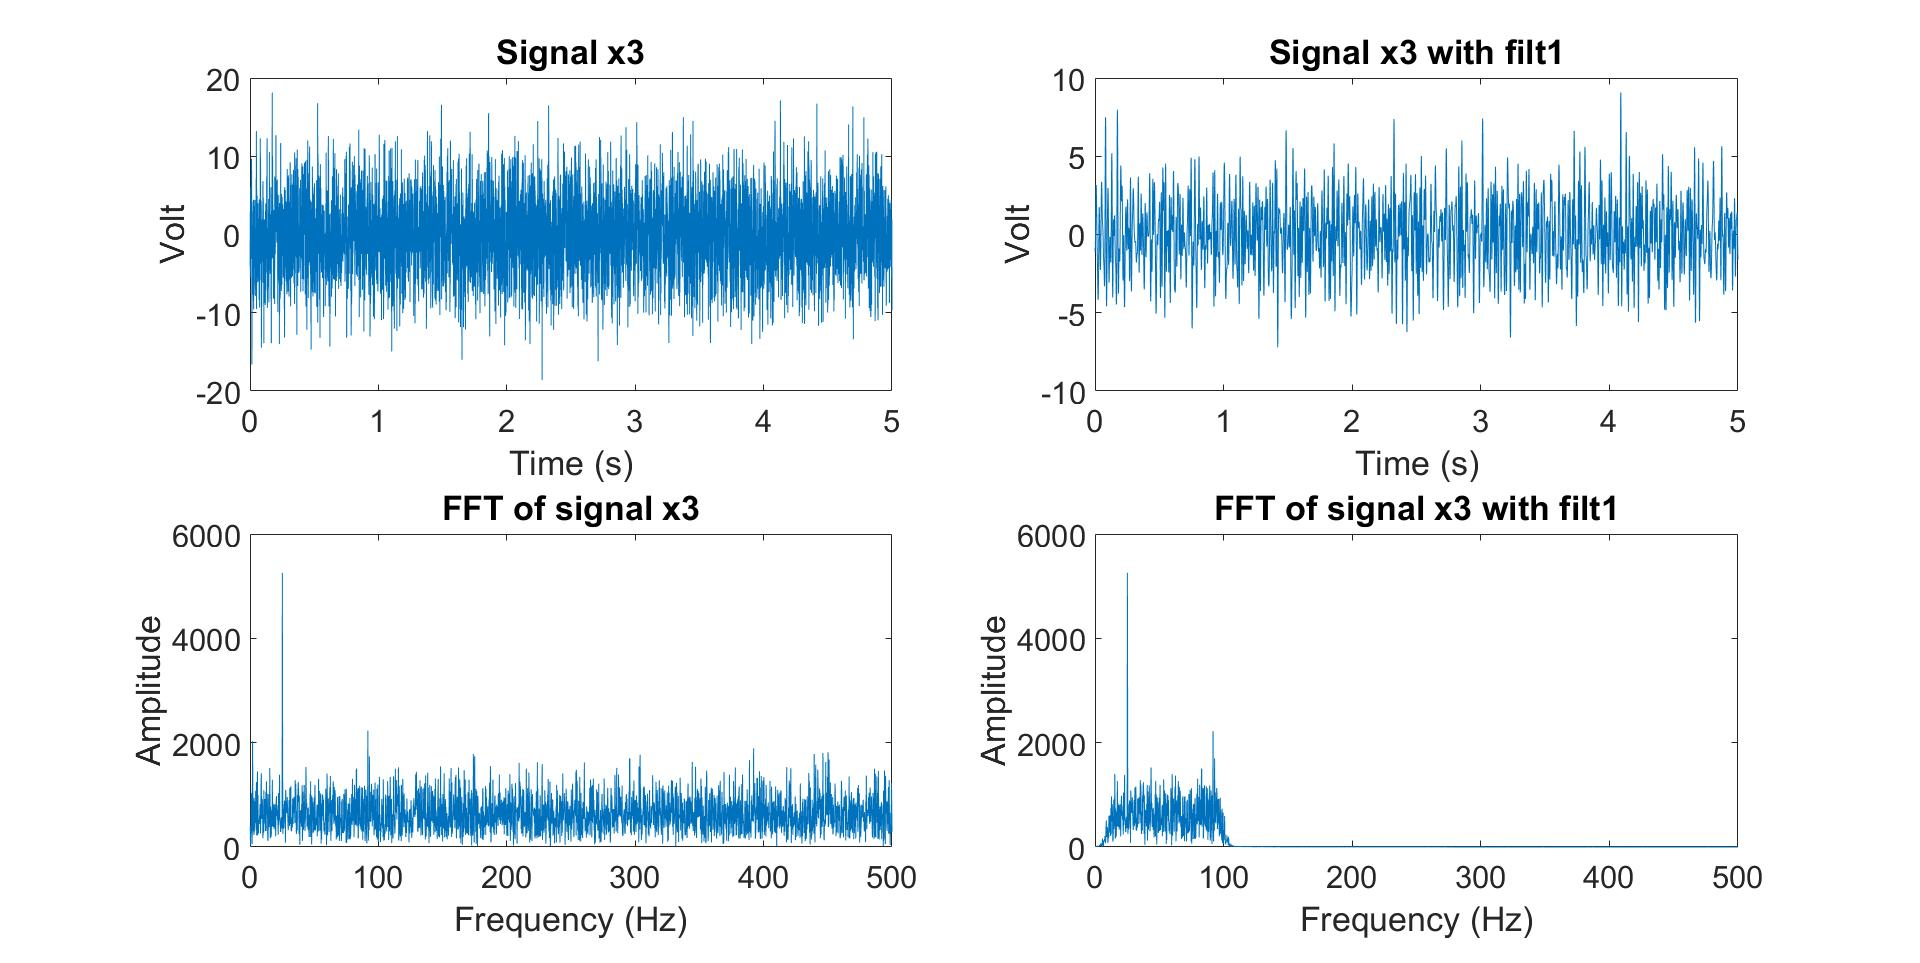 Signal x3
20
10
0
-10
-20
Volt
0 1 2 3 4 5
Time (s)
Signal x3 with filt1
10
5
0
-5
-10
Volt
0 1 2 3 4 5
Time (s)
FFT of signal x3
6000
4000
2000
0
Amplitude
0 100 200 300 400 500
Frequency (Hz)
FFT of signal x3 with filt1
6000
4000
2000
0
Amplitude
0 100 200 300 400 500
Frequency (Hz)